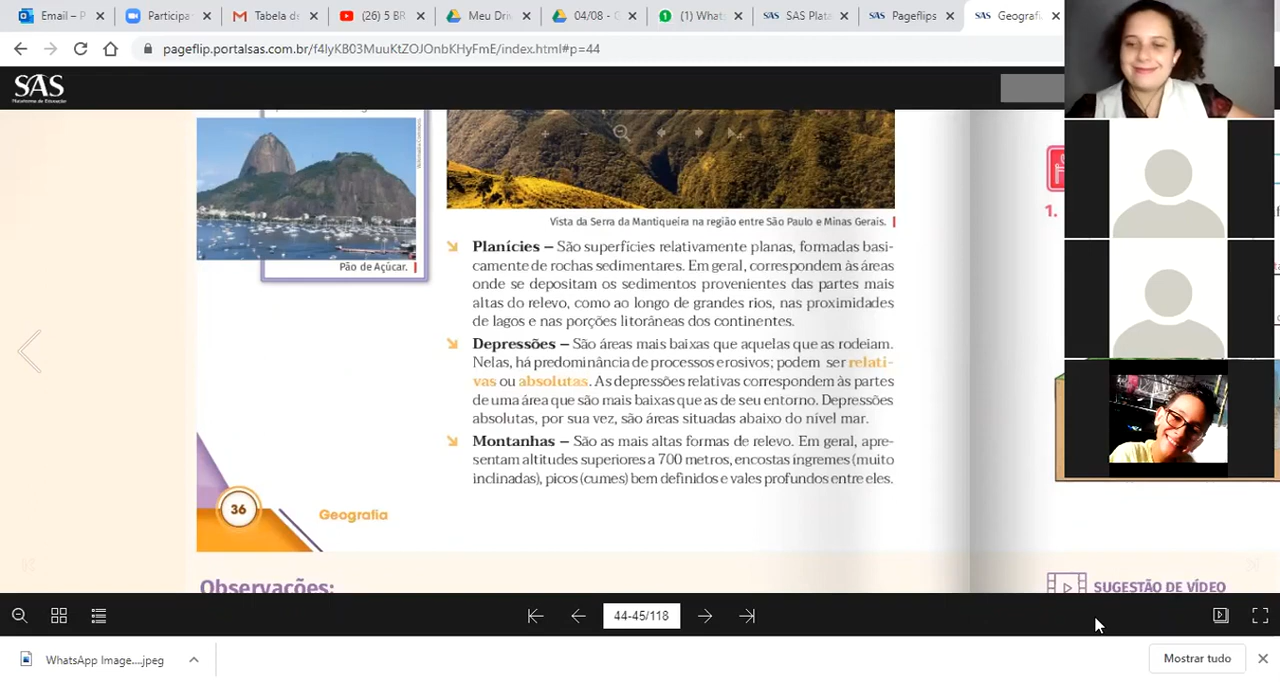 Email – P
Participa
Tabela de
(26) 5 BR
Meu Dri
04/08 - G
(1) What
SAS Plata
Pageflips
Geografi
pageflip.portalsas.com.br/f4lyKB03MuuKtZOJOnbKHyFmE/index.html#p=44
SAS
Plataforma de Educação
Vista da Serra da Mantiqueira na região entre São Paulo e Minas Gerais.
Pão de Açúcar.
Planícies – São superfícies relativamente planas, formadas basi-
camente de rochas sedimentares. Em geral, correspondem às áreas
onde se depositam os sedimentos provenientes das partes mais
altas do relevo, como ao longo de grandes rios, nas proximidades
de lagos e nas porções litorâneas dos continentes.
Depressões – São áreas mais baixas que aquelas que as rodeiam.
Nelas, há predominância de processos erosivos; podem ser relati-
vas ou absolutas. As depressões relativas correspondem às partes
de uma área que são mais baixas que as de seu entorno. Depressões
absolutas, por sua vez, são áreas situadas abaixo do nível mar.
Montanhas – São as mais altas formas de relevo. Em geral, apre-
sentam altitudes superiores a 700 metros, encostas íngremes (muito
inclinadas), picos (cumes) bem definidos e vales profundos entre eles.
36
Geografia
Observações:
1.
SUGESTÃO DE VÍDEO
44-45/118
WhatsApp Image....jpeg
Mostrar tudo